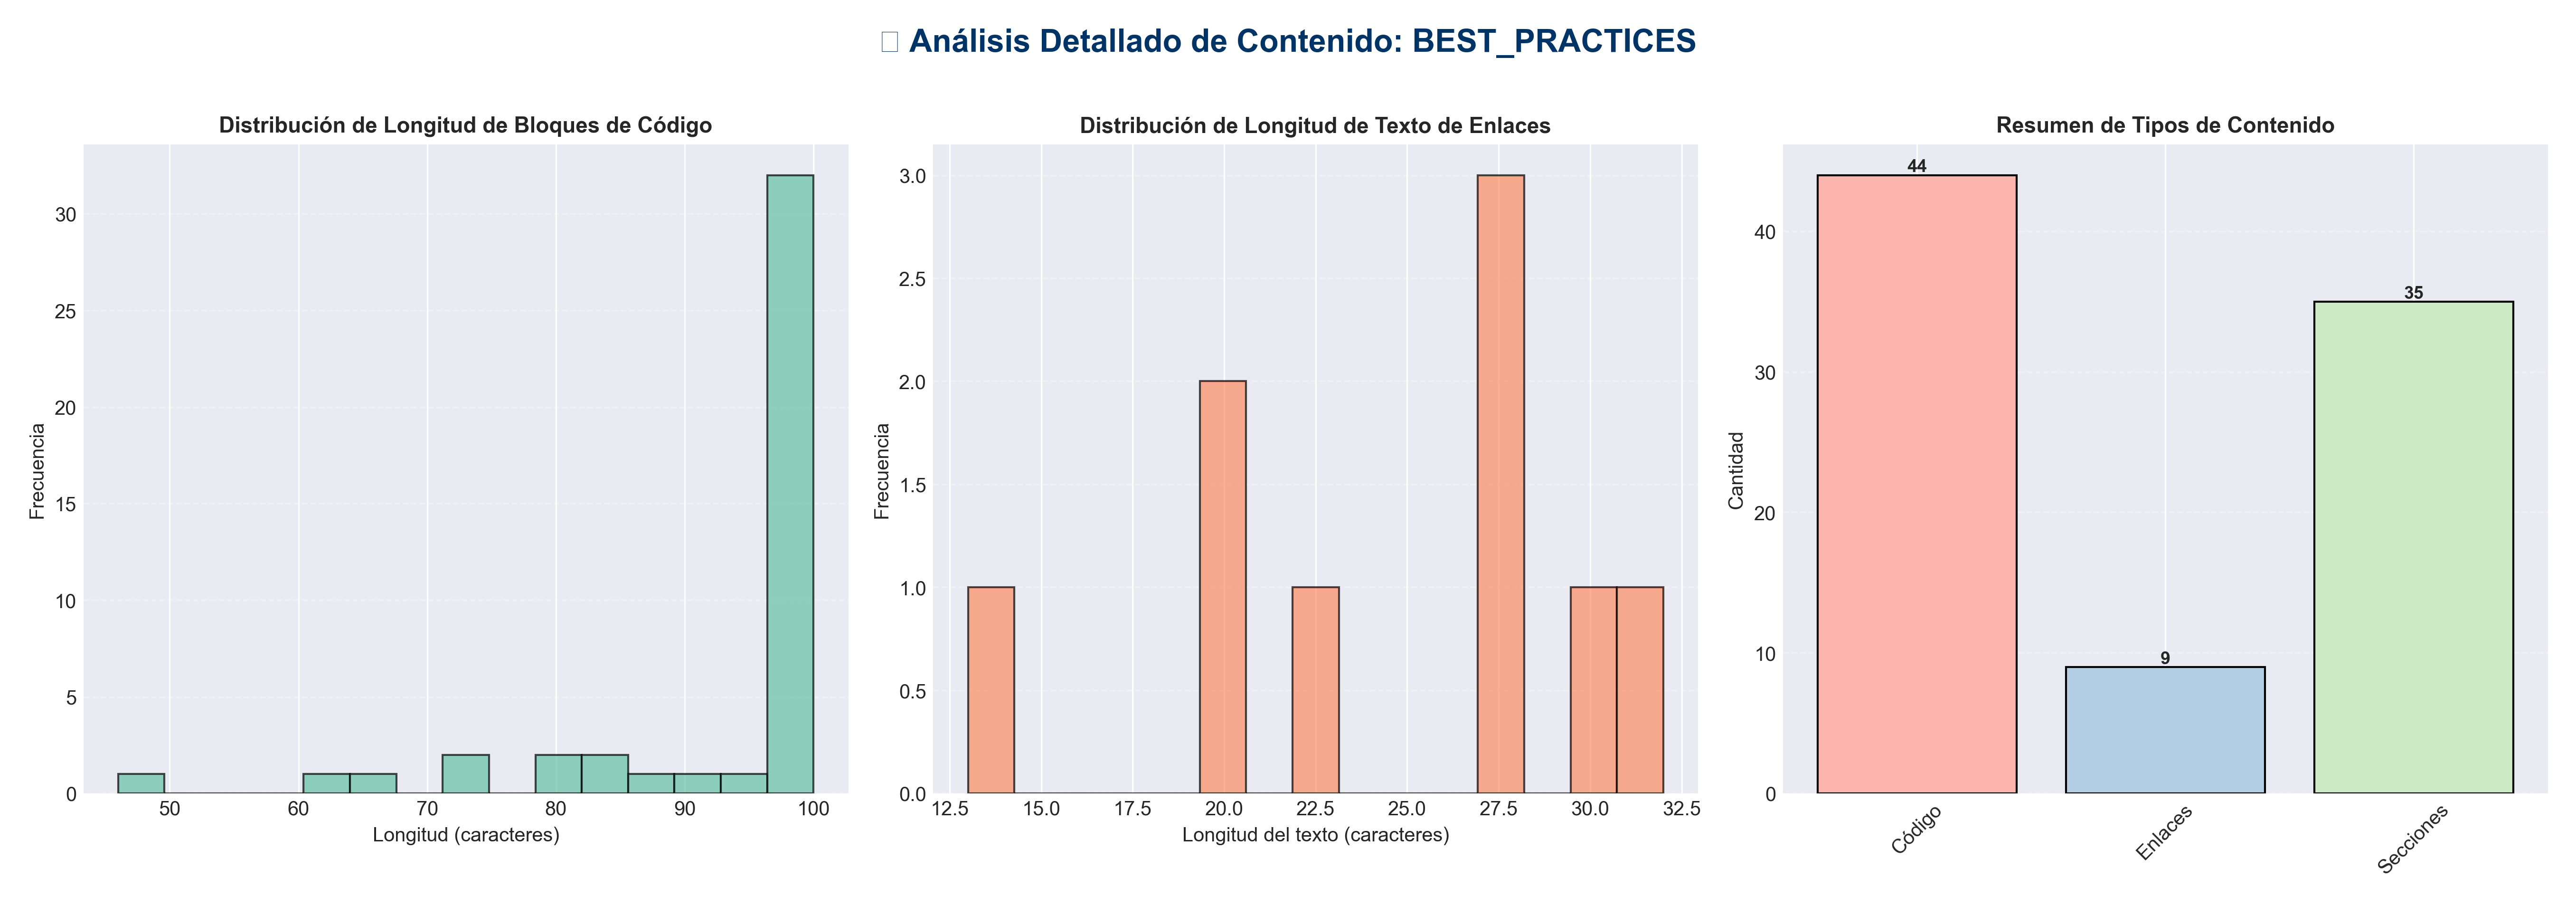 Análisis Detallado de Contenido: BEST_PRACTICES
Distribución de Longitud de Bloques de Código
Frecuencia
30
25
20
15
10
5
0
50 60 70 80 90 100
Longitud (caracteres)
Distribución de Longitud de Texto de Enlaces
Frecuencia
3.0
2.5
2.0
1.5
1.0
0.5
0.0
12.5 15.0 17.5 20.0 22.5 25.0 27.5 30.0 32.5
Longitud del texto (caracteres)
Resumen de Tipos de Contenido
Cantidad
40
30
20
10
0
44
9
35
Código
Enlaces
Secciones